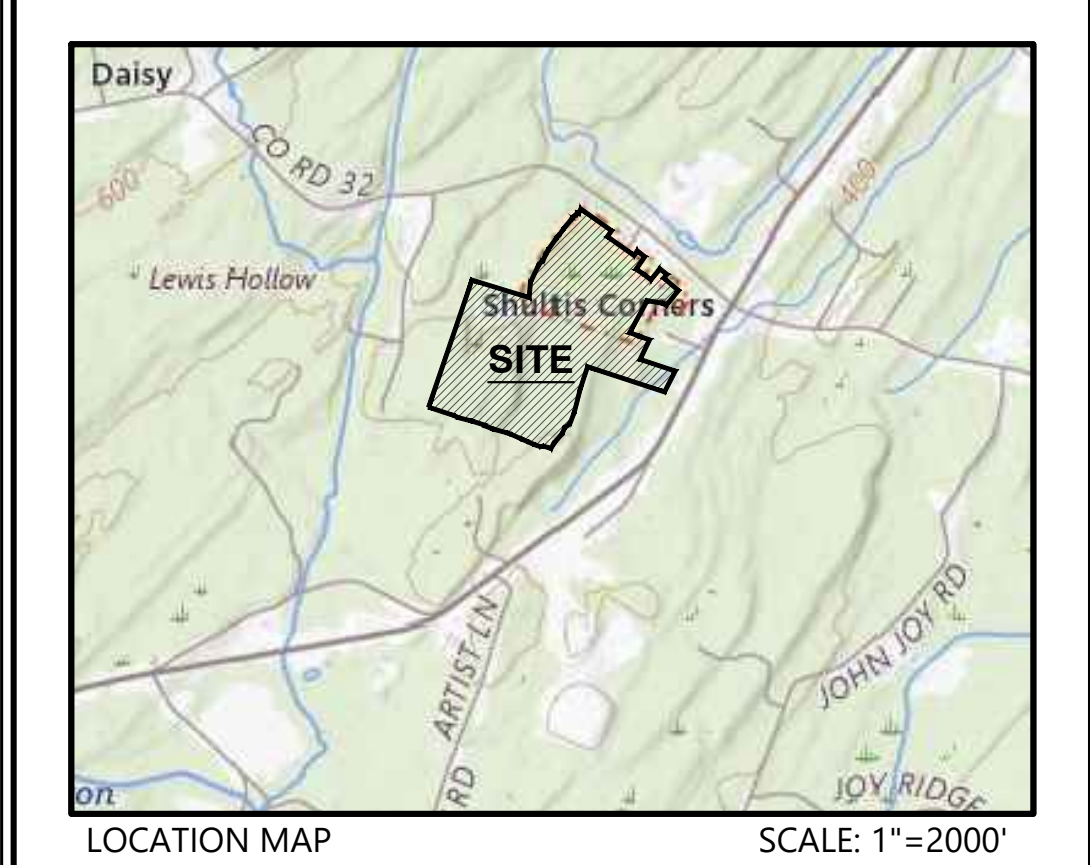 Daisy
CO RD 32
600
400
Lewis Hollow
Shultis Corners
SITE
ARTIST LN
RD
JOHN JOY RD
JOY RIDGE
on
LOCATION MAP
SCALE: 1"=2000'